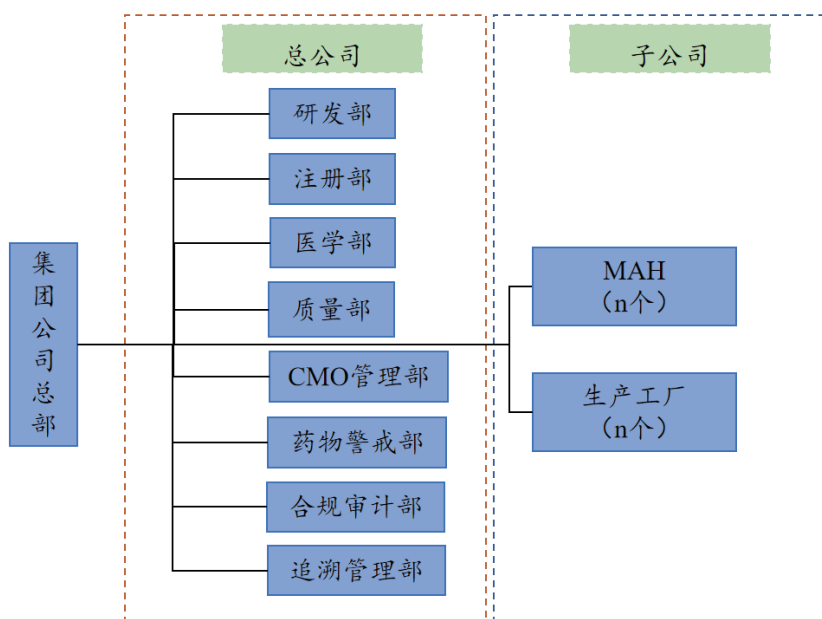 总公司
子公司
研发部
注册部
医学部
质量部
CMO管理部
药物警戒部
合规审计部
追溯管理部
集团公司总部
MAH
（n个）
生产工厂
（n个）